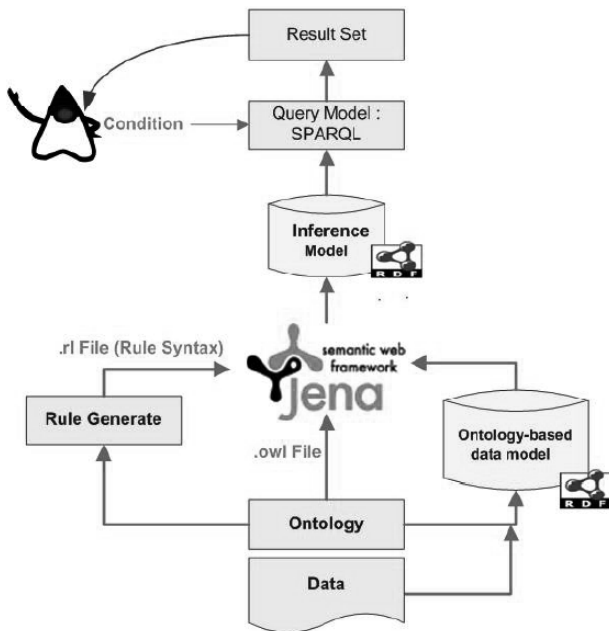 Result Set
Condition
Query Model :
SPARQL
Inference
Model
RDF
.rl File (Rule Syntax)
semantic web
framework
Jena
Rule Generate
.owl File
Ontology-based
data model
RDF
Ontology
Data